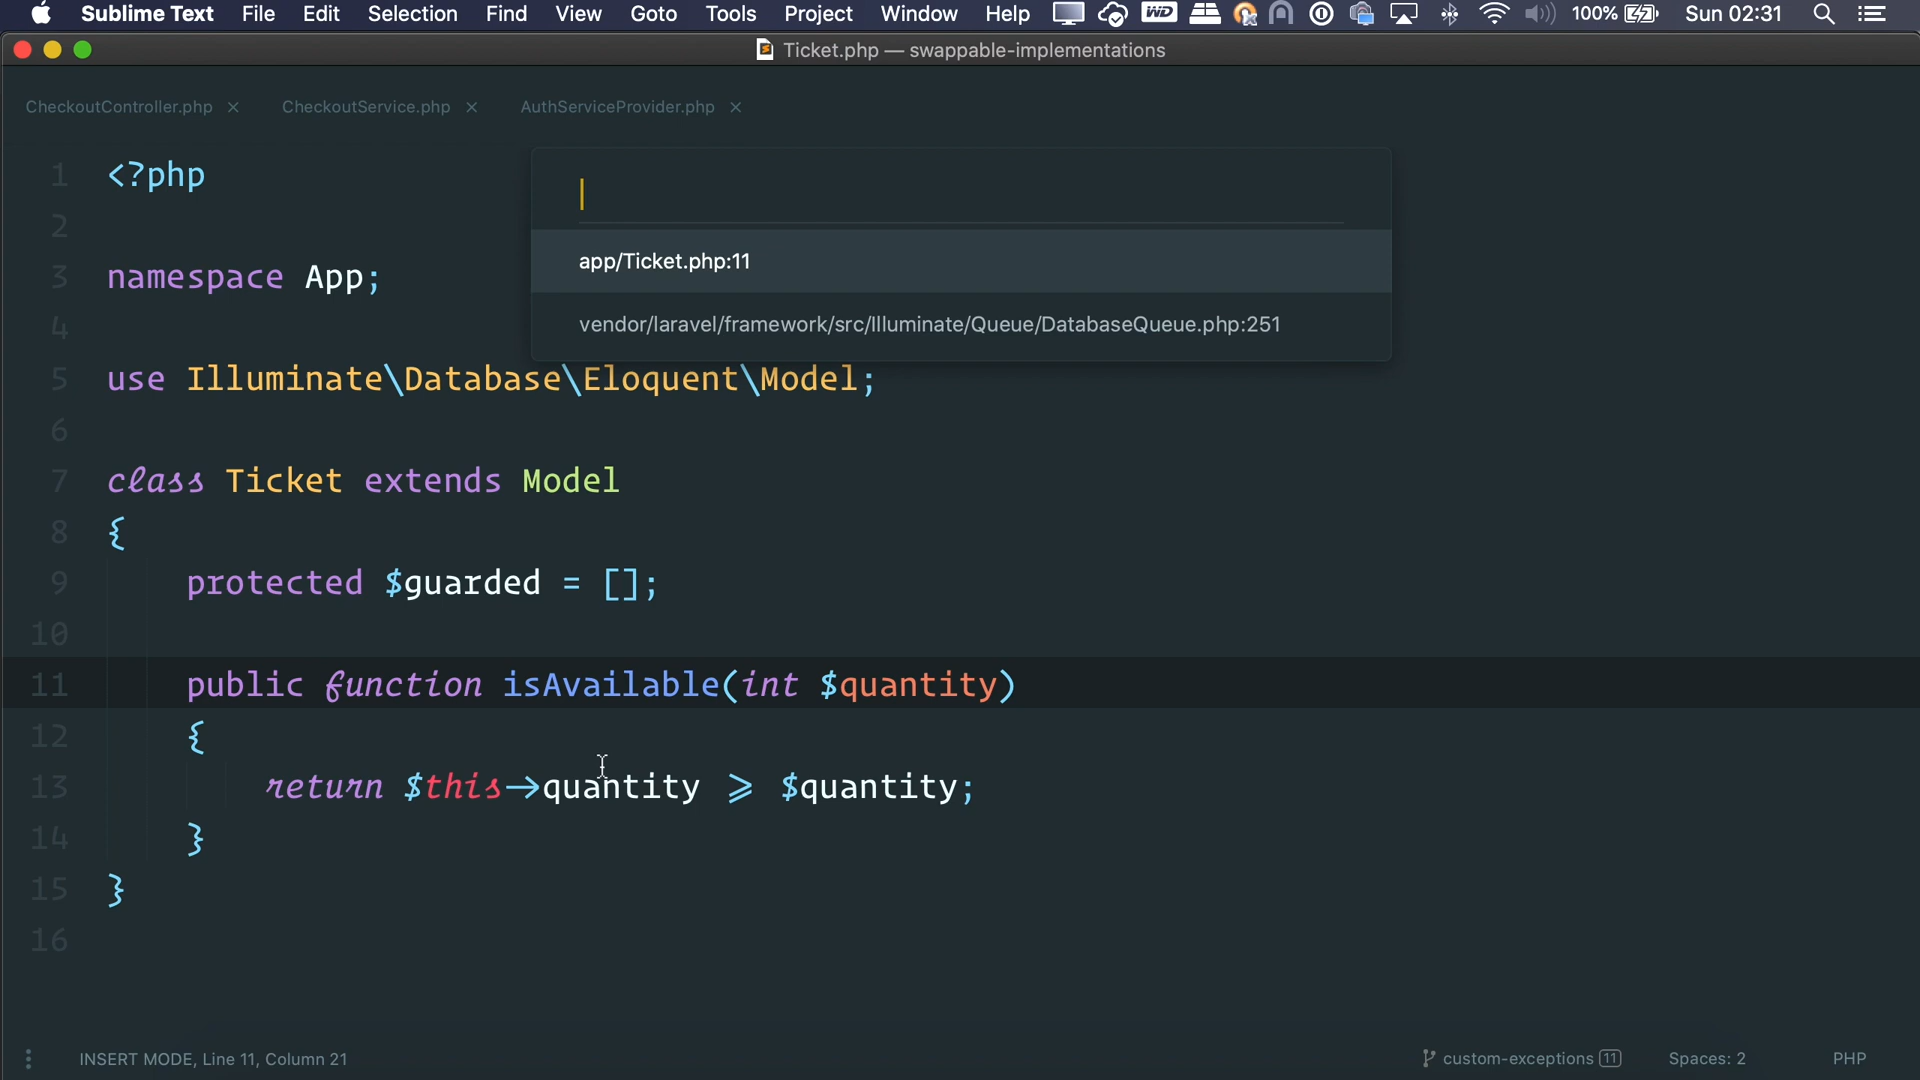 Sublime Text File Edit Selection Find View Goto Tools Project Window Help WD 100% Sun 02:31
Ticket.php — swappable-implementations
CheckoutController.php × CheckoutService.php × AuthServiceProvider.php ×
app/Ticket.php:11
vendor/laravel/framework/src/Illuminate/Queue/DatabaseQueue.php:251
1 <?php
2
3 namespace App;
4
5 use Illuminate\Database\Eloquent\Model;
6
7 class Ticket extends Model
8 {
9 protected $guarded = [];
10
11 public function isAvailable(int $quantity)
12 {
13 return $this->quantity >= $quantity;
14 }
15 }
16
INSERT MODE, Line 11, Column 21 custom-exceptions 11 Spaces: 2 PHP